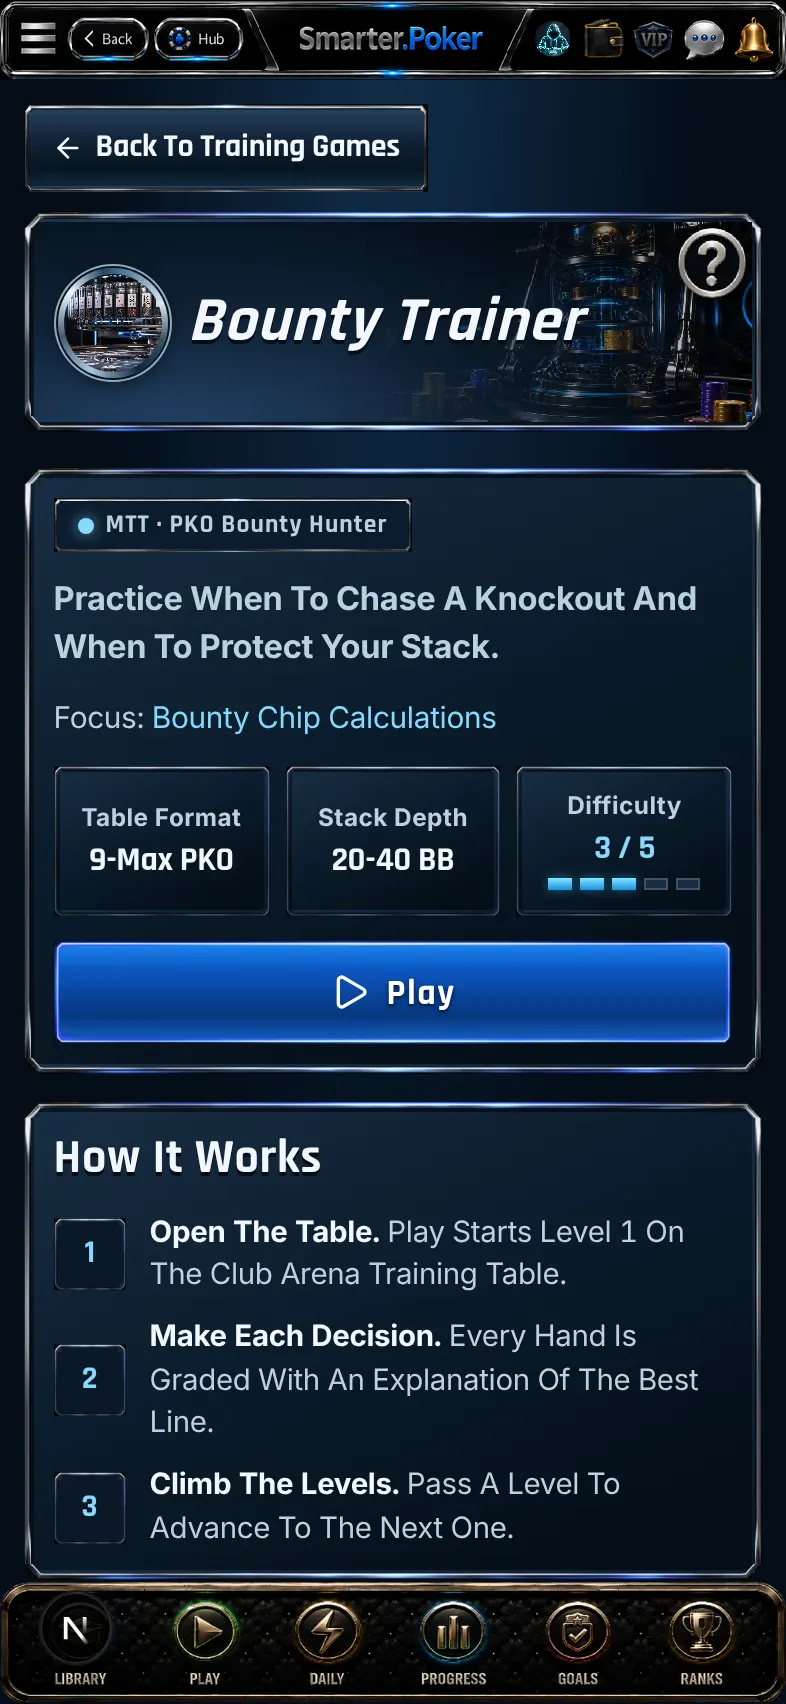 Back
Hub
Smarter.Poker
VIP
Back To Training Games
Bounty Trainer
?
MTT · PKO Bounty Hunter
Practice When To Chase A Knockout And
When To Protect Your Stack.
Focus: Bounty Chip Calculations
Table Format
9-Max PKO
Stack Depth
20-40 BB
Difficulty
3 / 5
Play
How It Works
1
Open The Table. Play Starts Level 1 On
The Club Arena Training Table.
2
Make Each Decision. Every Hand Is
Graded With An Explanation Of The Best
Line.
3
Climb The Levels. Pass A Level To
Advance To The Next One.
N
LIBRARY
PLAY
DAILY
PROGRESS
GOALS
RANKS